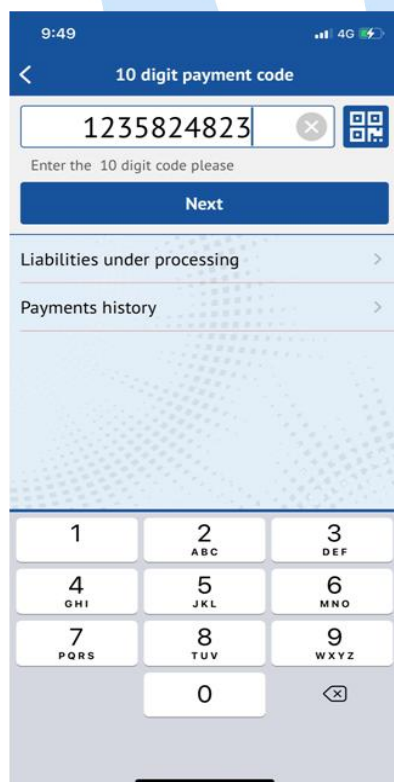 9:49 4G
10 digit payment code
1235824823
Enter the 10 digit code please
Next
Liabilities under processing
Payments history
1 2 3
ABC DEF
4 5 6
GHI JKL MNO
7 8 9
PQRS TUV WXYZ
0